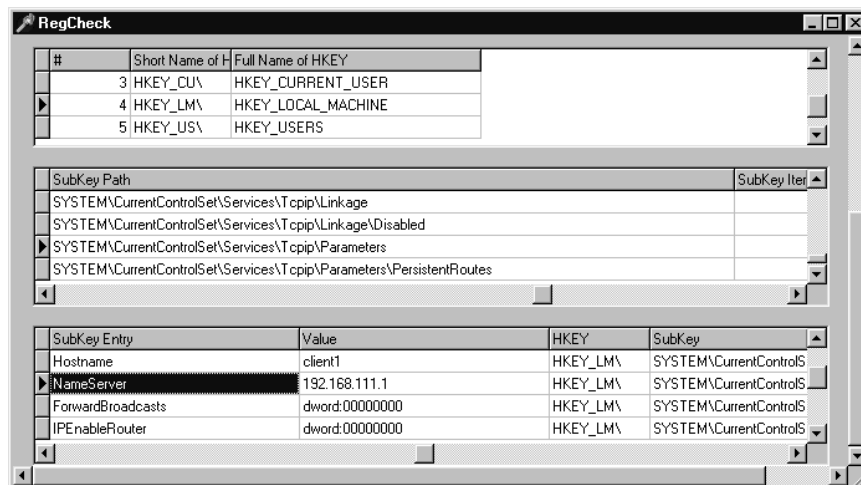 RegCheck
# Short Name of H Full Name of HKEY
3 HKEY_CU\ HKEY_CURRENT_USER
4 HKEY_LM\ HKEY_LOCAL_MACHINE
5 HKEY_US\ HKEY_USERS
SubKey Path SubKey Iter
SYSTEM\CurrentControlSet\Services\Tcpip\Linkage
SYSTEM\CurrentControlSet\Services\Tcpip\Linkage\Disabled
SYSTEM\CurrentControlSet\Services\Tcpip\Parameters
SYSTEM\CurrentControlSet\Services\Tcpip\Parameters\PersistentRoutes
SubKey Entry Value HKEY SubKey
Hostname client1 HKEY_LM\ SYSTEM\CurrentControlS
NameServer 192.168.111.1 HKEY_LM\ SYSTEM\CurrentControlS
ForwardBroadcasts dword:00000000 HKEY_LM\ SYSTEM\CurrentControlS
IPEnableRouter dword:00000000 HKEY_LM\ SYSTEM\CurrentControlS